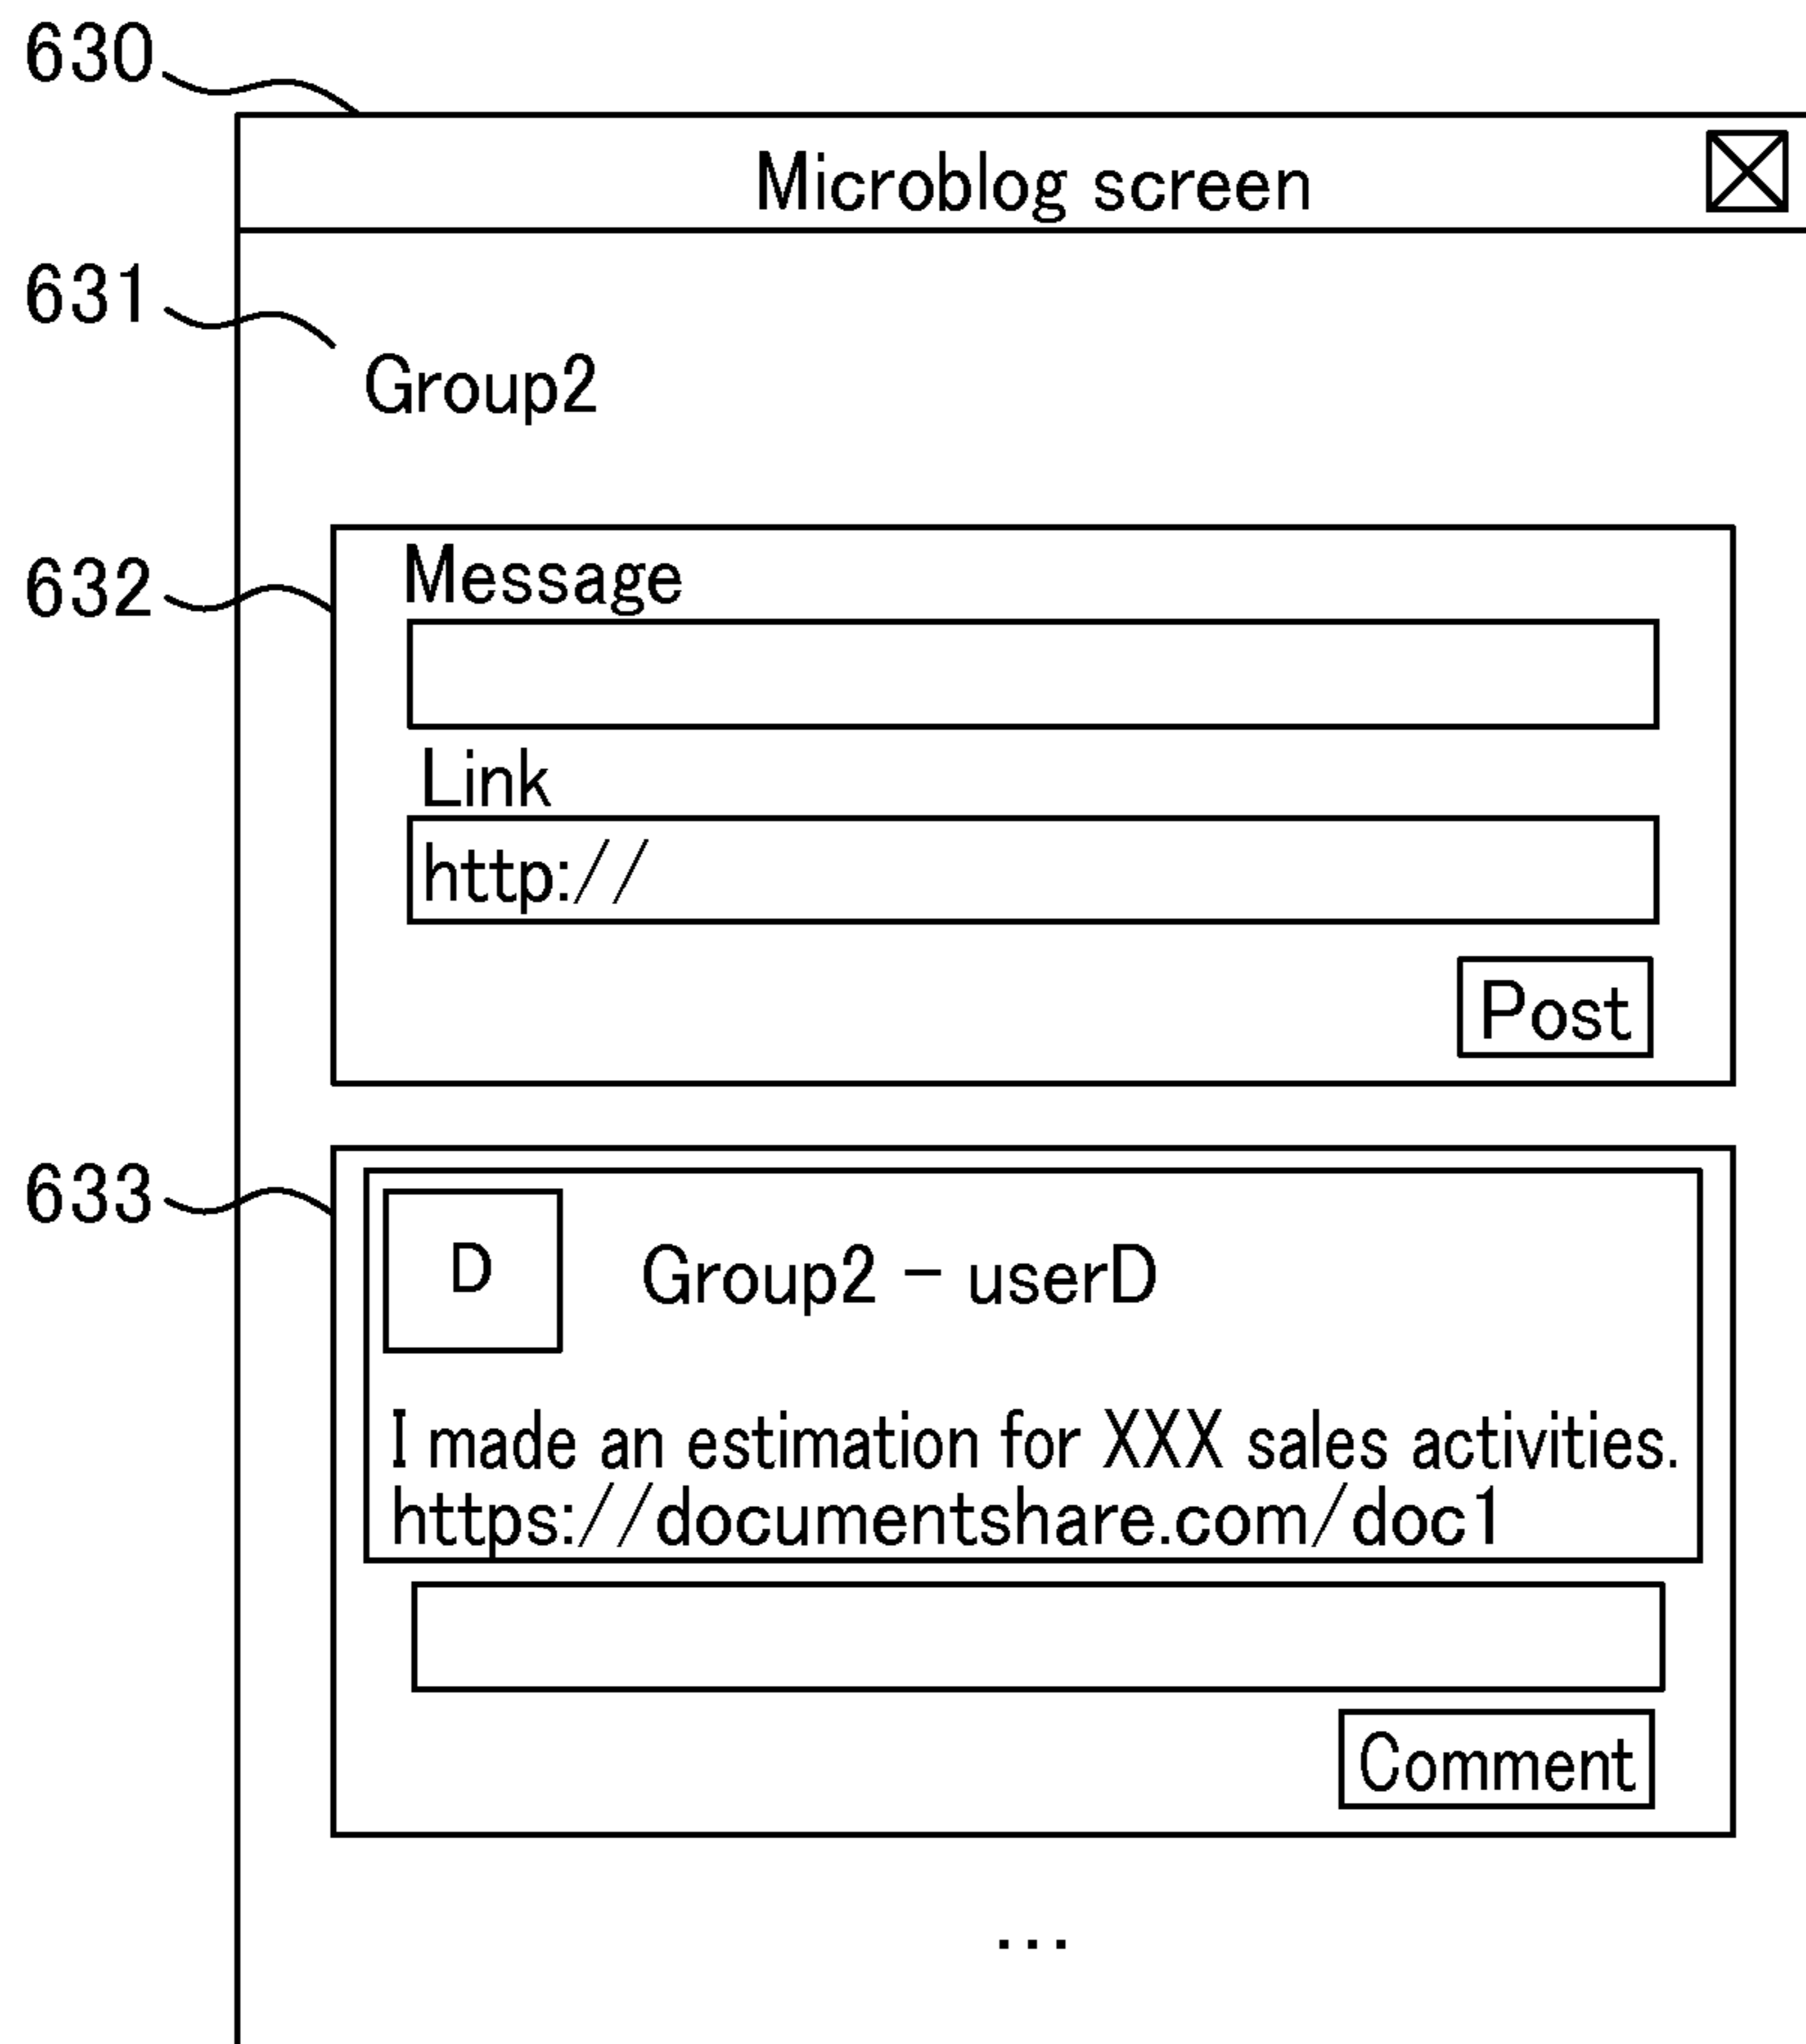 630
Microblog screen
631
Group2
632
Message
Link
http://
Post
633
D
Group2 − userD
I made an estimation for XXX sales activities.
https://documentshare.com/doc1
Comment
...